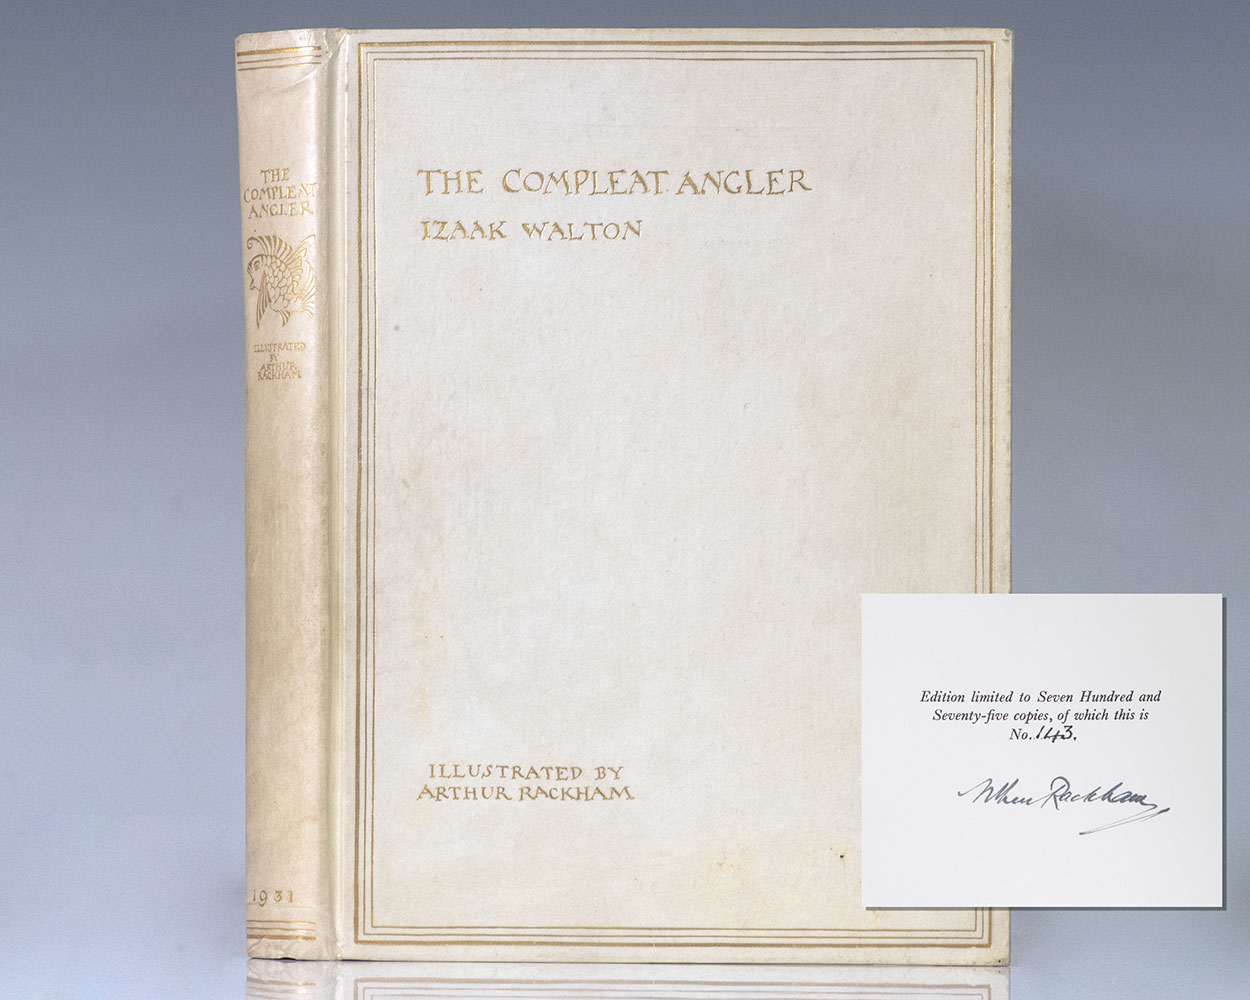 THE
COMPLEAT
ANGLER
ILLUSTRATED
BY
ARTHUR
RACKHAM
1931
THE COMPLEAT ANGLER
IZAAK WALTON
ILLUSTRATED BY
ARTHUR RACKHAM
Edition limited to Seven Hundred and
Seventy-five copies, of which this is
No. 143.
Arthur Rackham